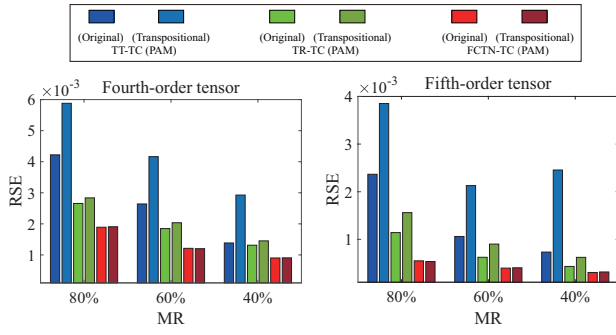 (Original) (Transpositional) (Original) (Transpositional) (Original) (Transpositional)
TT-TC (PAM) TR-TC (PAM) FCTN-TC (PAM)
×10⁻³ Fourth-order tensor
6
5
4
3
2
1
RSE
80% 60% 40%
MR
×10⁻³ Fifth-order tensor
4
3
2
1
RSE
80% 60% 40%
MR